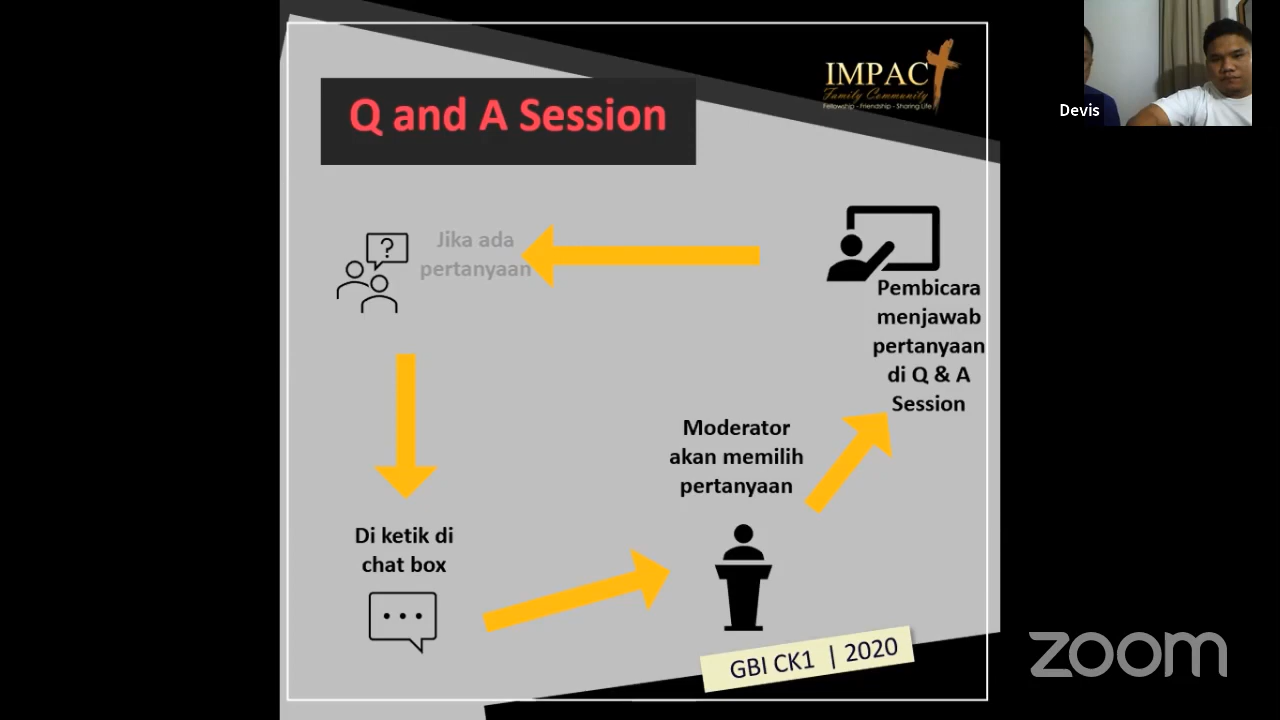 Q and A Session
IMPACT
Family Community
Fellowship - Friendship - Sharing Life
Devis
?
Jika ada
pertanyaan
Pembicara
menjawab
pertanyaan
di Q & A
Session
Moderator
akan memilih
pertanyaan
Di ketik di
chat box
GBI CK1 | 2020
zoom